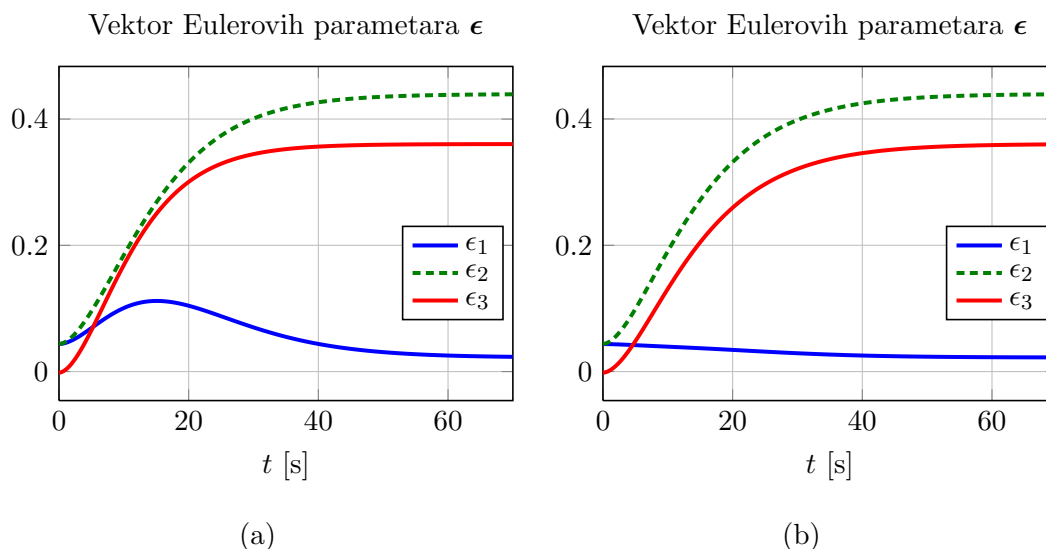 Vektor Eulerovih parametara ϵ
0.4
0.2
0
ϵ1
ϵ2
ϵ3
0 20 40 60
t [s]
(a)
Vektor Eulerovih parametara ϵ
0.4
0.2
0
ϵ1
ϵ2
ϵ3
0 20 40 60
t [s]
(b)